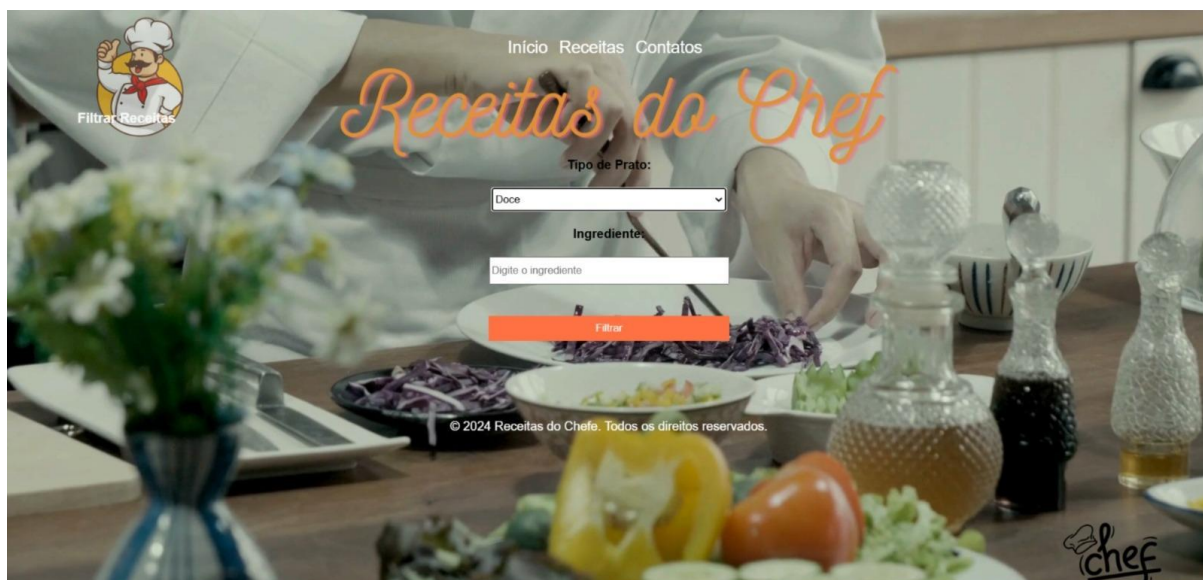 Início Receitas Contatos
Receitas do Chef
Filtrar Receitas
Tipo de Prato:
Doce
Ingrediente:
Digite o ingrediente
Filtrar
© 2024 Receitas do Chefe. Todos os direitos reservados.
chef